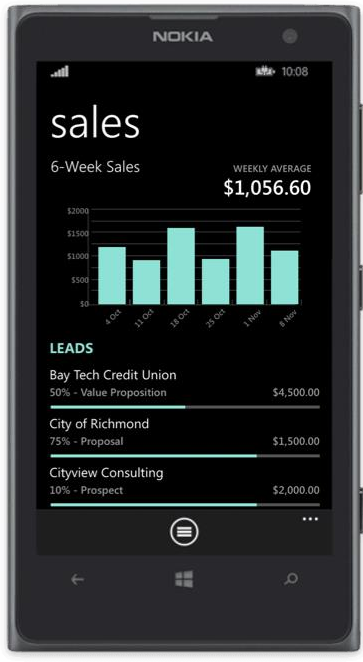 NOKIA
10:08
sales
6-Week Sales
WEEKLY AVERAGE
$1,056.60
$2000
$1500
$1000
$500
$0
4 Oct
11 Oct
18 Oct
25 Oct
1 Nov
8 Nov
LEADS
Bay Tech Credit Union
50% - Value Proposition $4,500.00
City of Richmond
75% - Proposal $1,500.00
Cityview Consulting
10% - Prospect $2,000.00